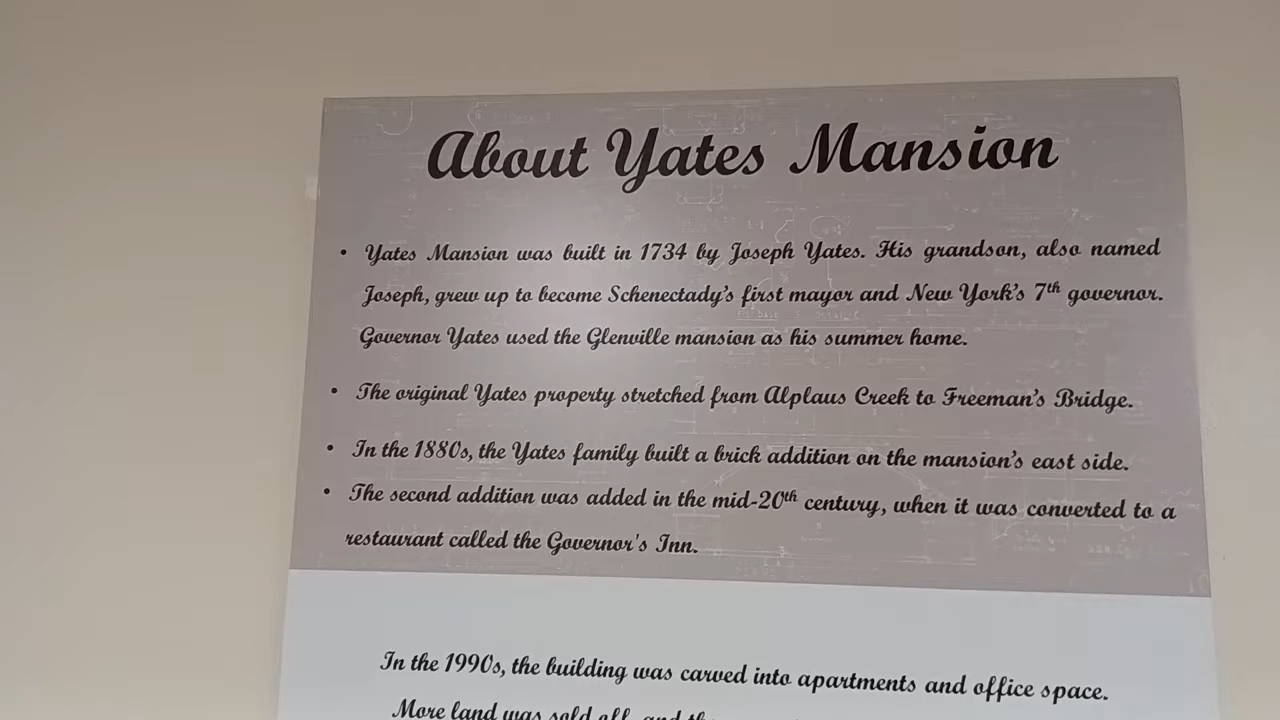 About Yates Mansion
• Yates Mansion was built in 1734 by Joseph Yates. His grandson, also named
Joseph, grew up to become Schenectady's first mayor and New York's 7th governor.
Governor Yates used the Glenville mansion as his summer home.
• The original Yates property stretched from Alplaus Creek to Freeman's Bridge.
• In the 1880s, the Yates family built a brick addition on the mansion's east side.
• The second addition was added in the mid-20th century, when it was converted to a
restaurant called the Governor's Inn.
In the 1990s, the building was carved into apartments and office space.
More land was sold off, and